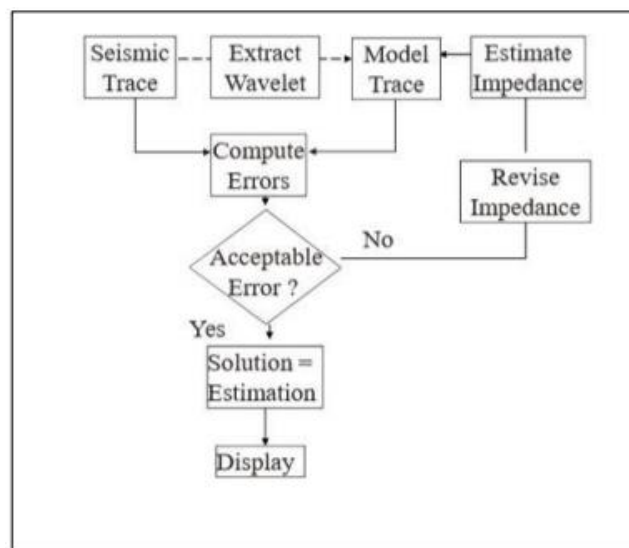 Seismic
Trace
Extract
Wavelet
Model
Trace
Estimate
Impedance
Compute
Errors
Revise
Impedance
No
Acceptable
Error ?
Yes
Solution =
Estimation
Display